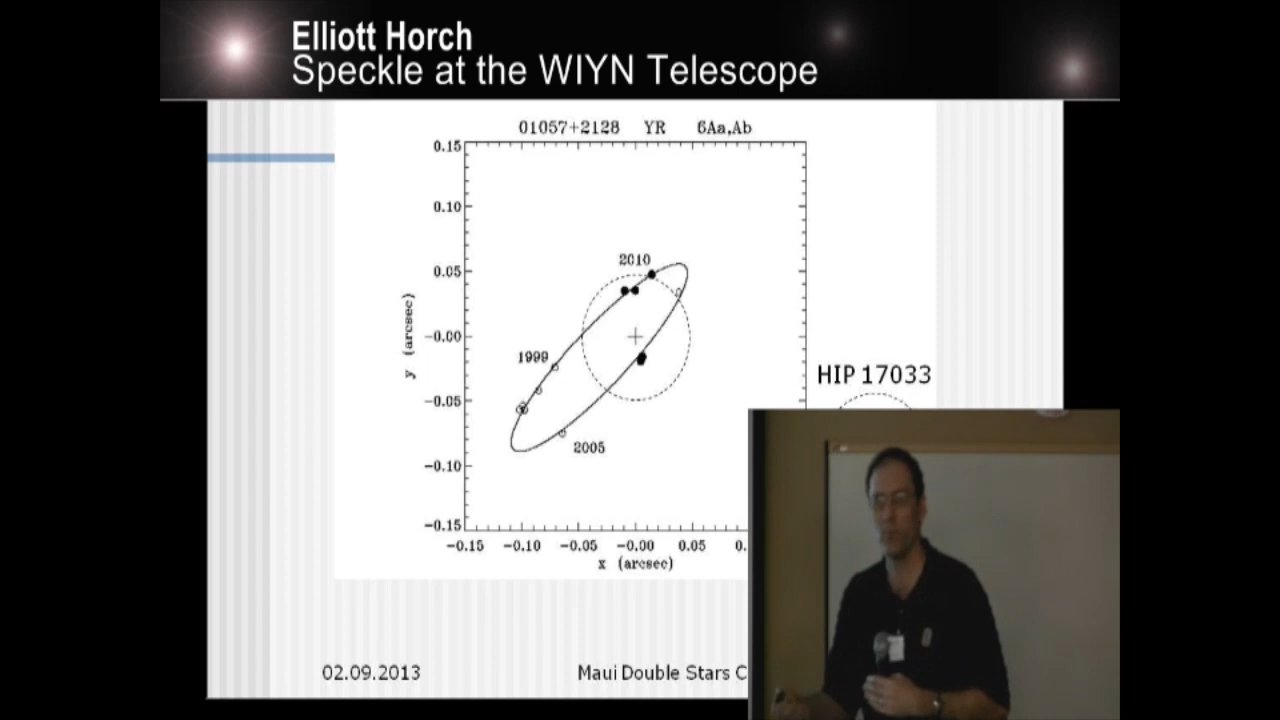 Elliott Horch
Speckle at the WIYN Telescope
01057+2128 YR 6Aa,Ab
0.15
0.10
0.05
-0.00
-0.05
-0.10
-0.15
y (arcsec)
2010
1999
2005
-0.15 -0.10 -0.05 -0.00 0.05 0.
x (arcsec)
HIP 17033
02.09.2013
Maui Double Stars C